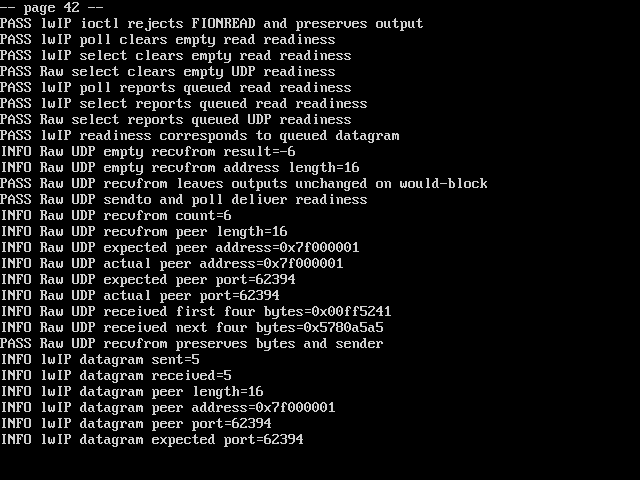 -- page 42 --
PASS lwIP ioctl rejects FIONREAD and preserves output
PASS lwIP poll clears empty read readiness
PASS lwIP select clears empty read readiness
PASS Raw select clears empty UDP readiness
PASS lwIP poll reports queued read readiness
PASS lwIP select reports queued read readiness
PASS Raw select reports queued UDP readiness
PASS lwIP readiness corresponds to queued datagram
INFO Raw UDP empty recvfrom result=-6
INFO Raw UDP empty recvfrom address length=16
PASS Raw UDP recvfrom leaves outputs unchanged on would-block
PASS Raw UDP sendto and poll deliver readiness
INFO Raw UDP recvfrom count=6
INFO Raw UDP recvfrom peer length=16
INFO Raw UDP expected peer address=0x7f000001
INFO Raw UDP actual peer address=0x7f000001
INFO Raw UDP expected peer port=62394
INFO Raw UDP actual peer port=62394
INFO Raw UDP received first four bytes=0x00ff5241
INFO Raw UDP received next four bytes=0x5780a5a5
PASS Raw UDP recvfrom preserves bytes and sender
INFO lwIP datagram sent=5
INFO lwIP datagram received=5
INFO lwIP datagram peer length=16
INFO lwIP datagram peer address=0x7f000001
INFO lwIP datagram peer port=62394
INFO lwIP datagram expected port=62394